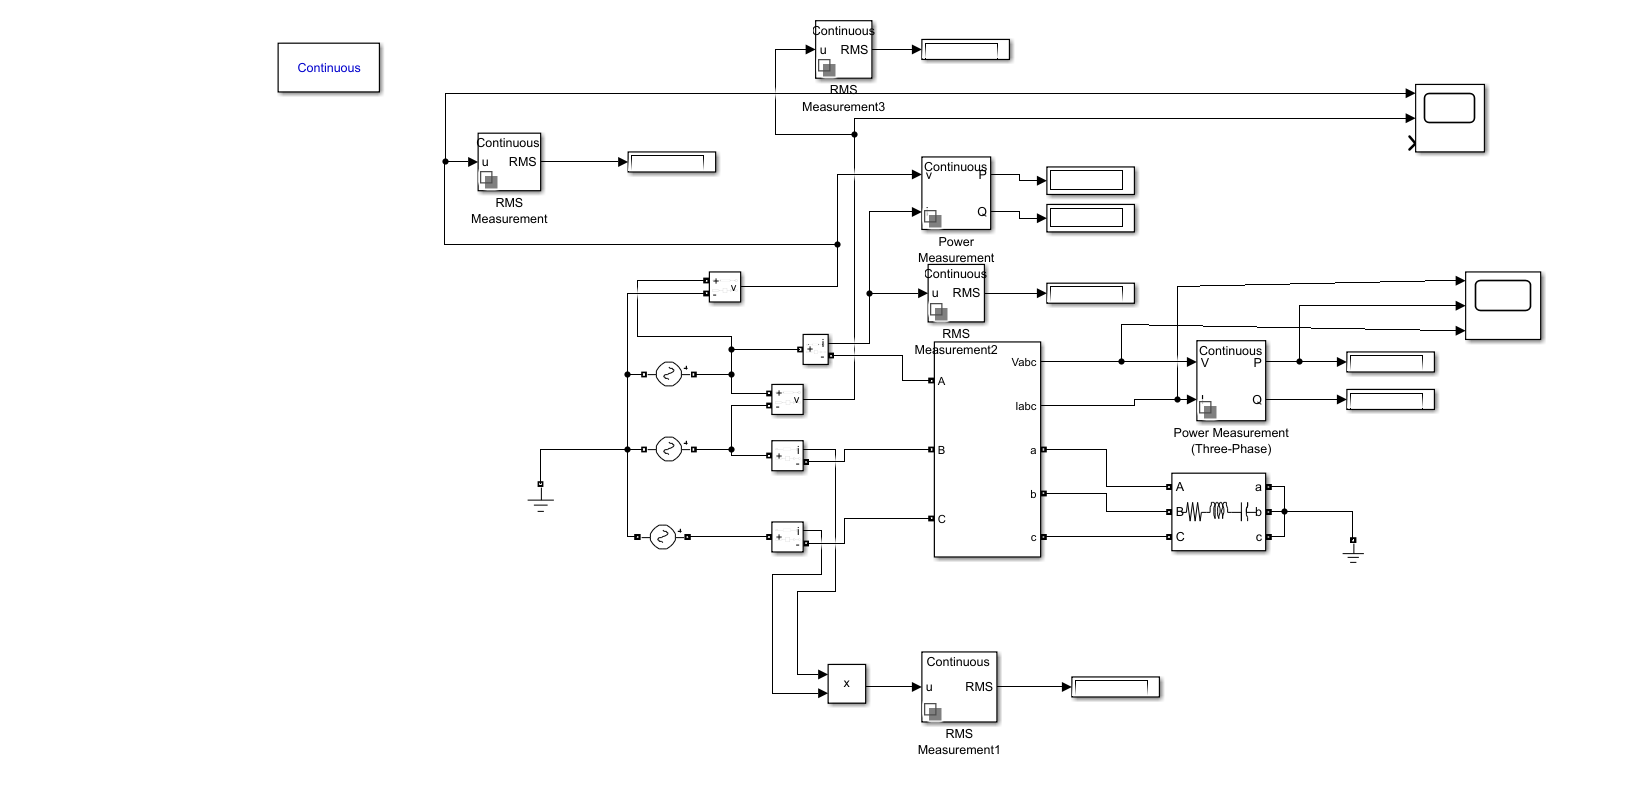 Continuous
Continuous
u
RMS
RMS
Measurement3
Continuous
u
RMS
RMS
Measurement
Continuous
v
P
Q
Power
Measurement
Continuous
u
RMS
RMS
Measurement2
+
-
v
+
i
-
+
-
v
+
i
-
+
i
-
A
B
C
Vabc
Iabc
a
b
c
Continuous
V
P
Q
Power Measurement
(Three-Phase)
A
B
C
a
b
c
x
Continuous
u
RMS
RMS
Measurement1